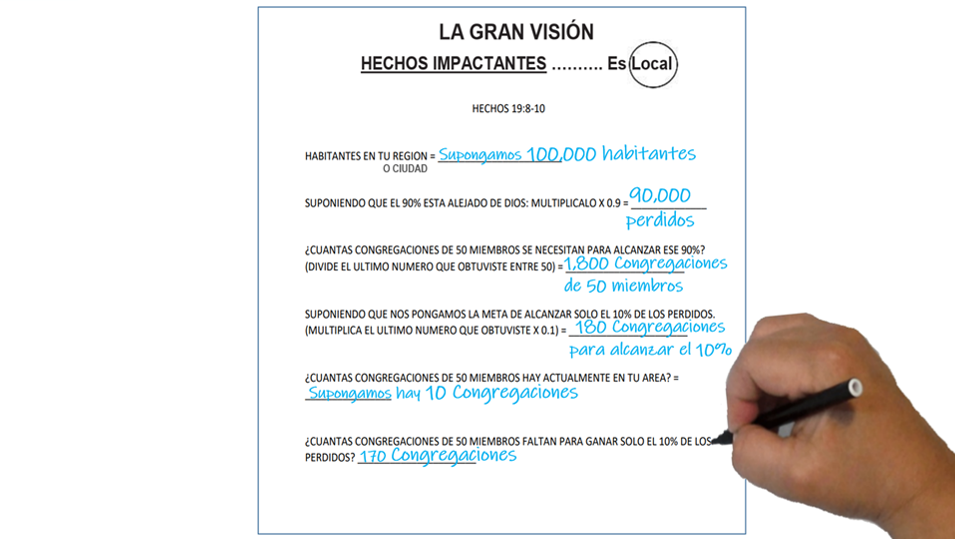 LA GRAN VISIÓN
HECHOS IMPACTANTES .......... Es Local
HECHOS 19:8-10
HABITANTES EN TU REGION = Supongamos 100,000 habitantes
O CIUDAD
SUPONIENDO QUE EL 90% ESTA ALEJADO DE DIOS: MULTIPLICALO X 0.9 = 90,000
perdidos
¿CUANTAS CONGREGACIONES DE 50 MIEMBROS SE NECESITAN PARA ALCANZAR ESE 90%?
(DIVIDE EL ULTIMO NUMERO QUE OBTUVISTE ENTRE 50) = 1,800 Congregaciones
de 50 miembros
SUPONIENDO QUE NOS PONGAMOS LA META DE ALCANZAR SOLO EL 10% DE LOS PERDIDOS.
(MULTIPLICA EL ULTIMO NUMERO QUE OBTUVISTE X 0.1) = 180 Congregaciones
para alcanzar el 10%
¿CUANTAS CONGREGACIONES DE 50 MIEMBROS HAY ACTUALMENTE EN TU AREA? =
Supongamos hay 10 Congregaciones
¿CUANTAS CONGREGACIONES DE 50 MIEMBROS FALTAN PARA GANAR SOLO EL 10% DE LOS
PERDIDOS? 170 Congregaciones